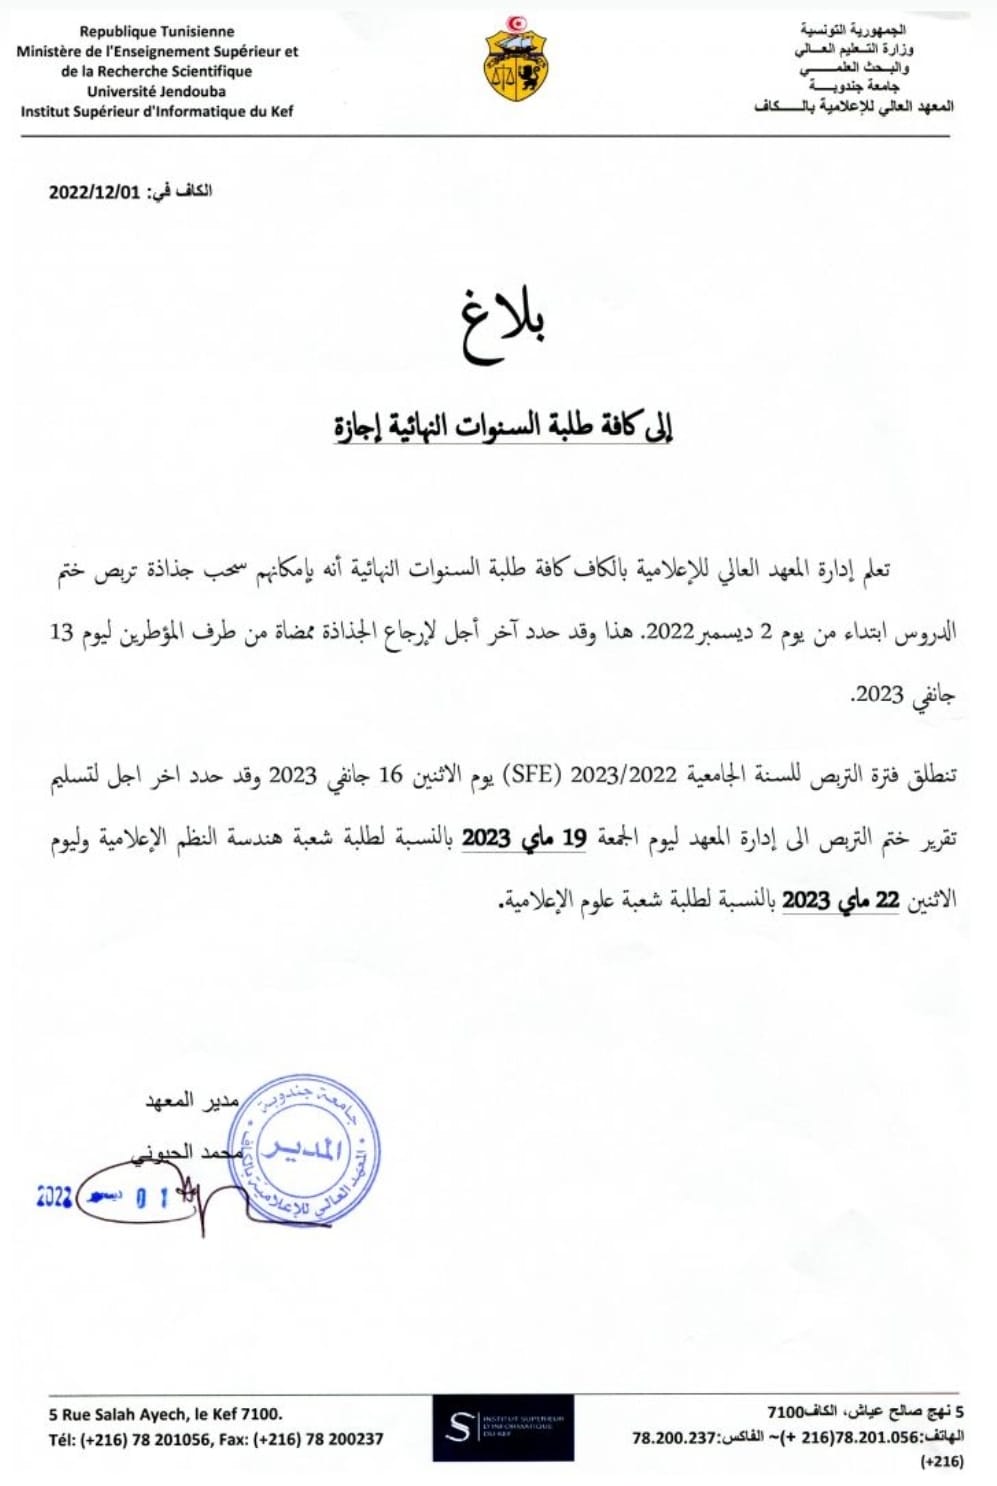 Republique Tunisienne
Ministère de l'Enseignement Supérieur et
de la Recherche Scientifique
Université Jendouba
Institut Supérieur d'Informatique du Kef
الجمهورية التونسية
وزارة التـعليم العـــالي
والبـحث العلمـــــي
جامعة جندوبـــــة
المعهد العالي للإعلامية بالـــــكاف
الكاف في: 2022/12/01
بلاغ
إلى كافة طلبة السنوات النهائية إجازة
تعلم إدارة المعهد العالي للإعلامية بالكاف كافة طلبة السنوات النهائية أنه بإمكانهم سحب جذاذة تربص ختم
الدروس ابتداء من يوم 2 ديسمبر2022. هذا وقد حدد آخر أجل لإرجاع الجذاذة ممضاة من طرف المؤطرين ليوم 13
جانفي 2023.
تنطلق فترة التربص للسنة الجامعية 2023/2022 (SFE) يوم الاثنين 16 جانفي 2023 وقد حدد اخر اجل لتسليم
تقرير ختم التربص الى إدارة المعهد ليوم الجمعة 19 ماي 2023 بالنسبة لطلبة شعبة هندسة النظم الإعلامية وليوم
الاثنين 22 ماي 2023 بالنسبة لطلبة شعبة علوم الإعلامية.
مدير المعهد
محمد الحيوني
جامعة جندوبة
المدير
المعهد العالي للإعلامية بالكاف
01 ديسمبر 2022
5 Rue Salah Ayech, le Kef 7100.
Tél: (+216) 78 201056, Fax: (+216) 78 200237
INSTITUT SUPERIEUR
D'INFORMATIQUE
DU KEF
5 نهج صالح عياش، الكاف7100
الهاتف:78.201.056(216 +)~ الفاكس:78.200.237
(+216)